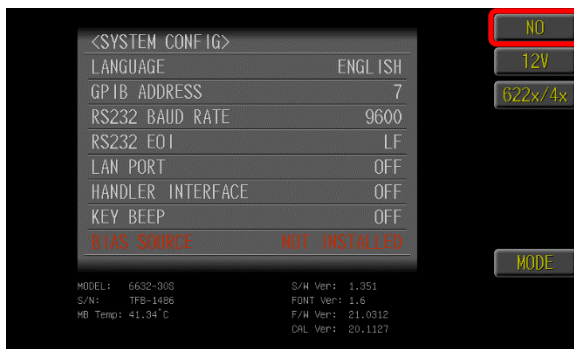 <SYSTEM CONFIG>
LANGUAGE ENGLISH
GPIB ADDRESS 7
RS232 BAUD RATE 9600
RS232 EOI LF
LAN PORT OFF
HANDLER INTERFACE OFF
KEY BEEP OFF
BIAS SOURCE NOT INSTALLED
NO
12V
622x/4x
MODE
MODEL: 6632-30S
S/N: TFB-1486
MB Temp: 41.34°C
S/W Ver: 1.351
FONT Ver: 1.6
F/W Ver: 21.0312
CAL Ver: 20.1127